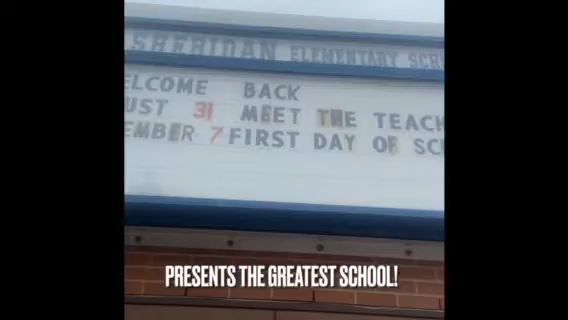 SHERIDAN ELEMENTARY SCHO
ELCOME BACK
UST 31 MEET THE TEACH
EMBER 7 FIRST DAY OF SC
PRESENTS THE GREATEST SCHOOL!